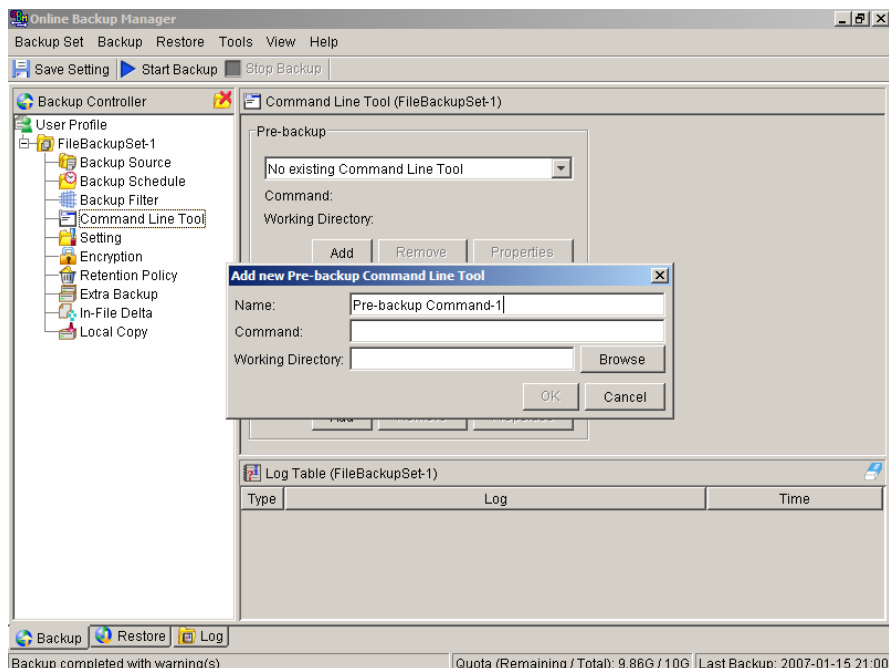 Online Backup Manager
Backup Set Backup Restore Tools View Help
Save Setting Start Backup Stop Backup
Backup Controller
User Profile
FileBackupSet-1
Backup Source
Backup Schedule
Backup Filter
Command Line Tool
Setting
Encryption
Retention Policy
Extra Backup
In-File Delta
Local Copy
Command Line Tool (FileBackupSet-1)
Pre-backup
No existing Command Line Tool
Command:
Working Directory:
Add Remove Properties
Add new Pre-backup Command Line Tool
Name: Pre-backup Command-1
Command:
Working Directory: Browse
OK Cancel
Add Remove Properties
Log Table (FileBackupSet-1)
Type Log Time
Backup Restore Log
Backup completed with warning(s) Quota (Remaining / Total): 9.86G / 10G Last Backup: 2007-01-15 21:00